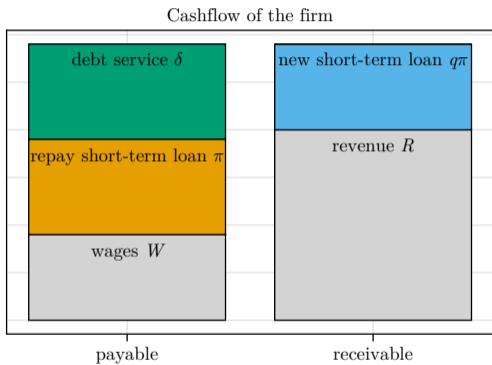 Cashflow of the firm
debt service δ
new short-term loan qπ
revenue R
repay short-term loan π
wages W
payable
receivable